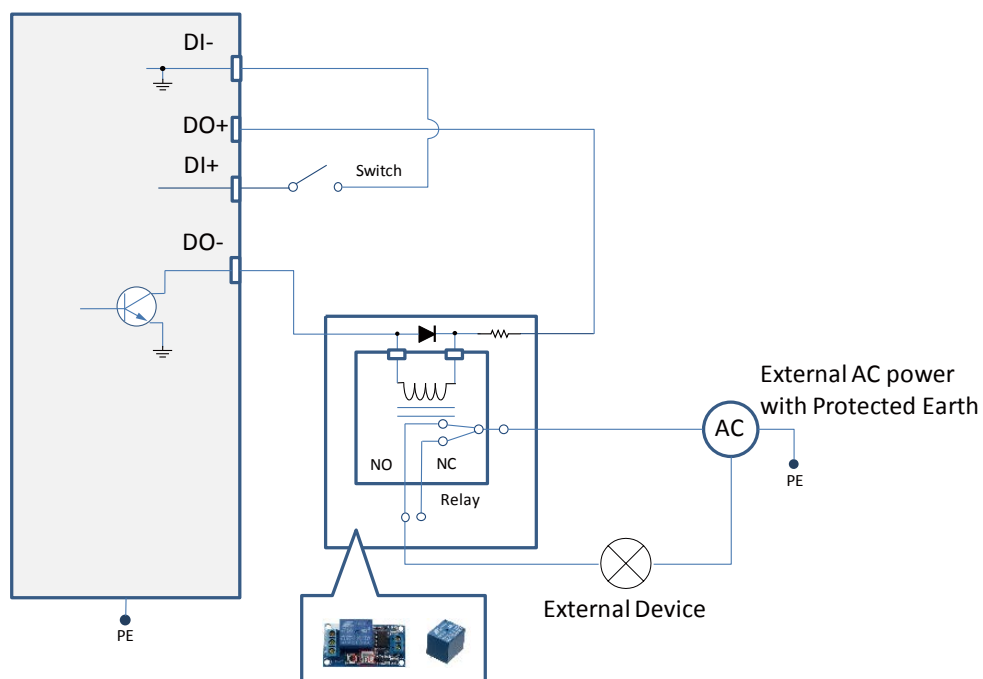 DI-
DO+
DI+
Switch
DO-
External AC power
with Protected Earth
AC
PE
NO
NC
Relay
External Device
PE